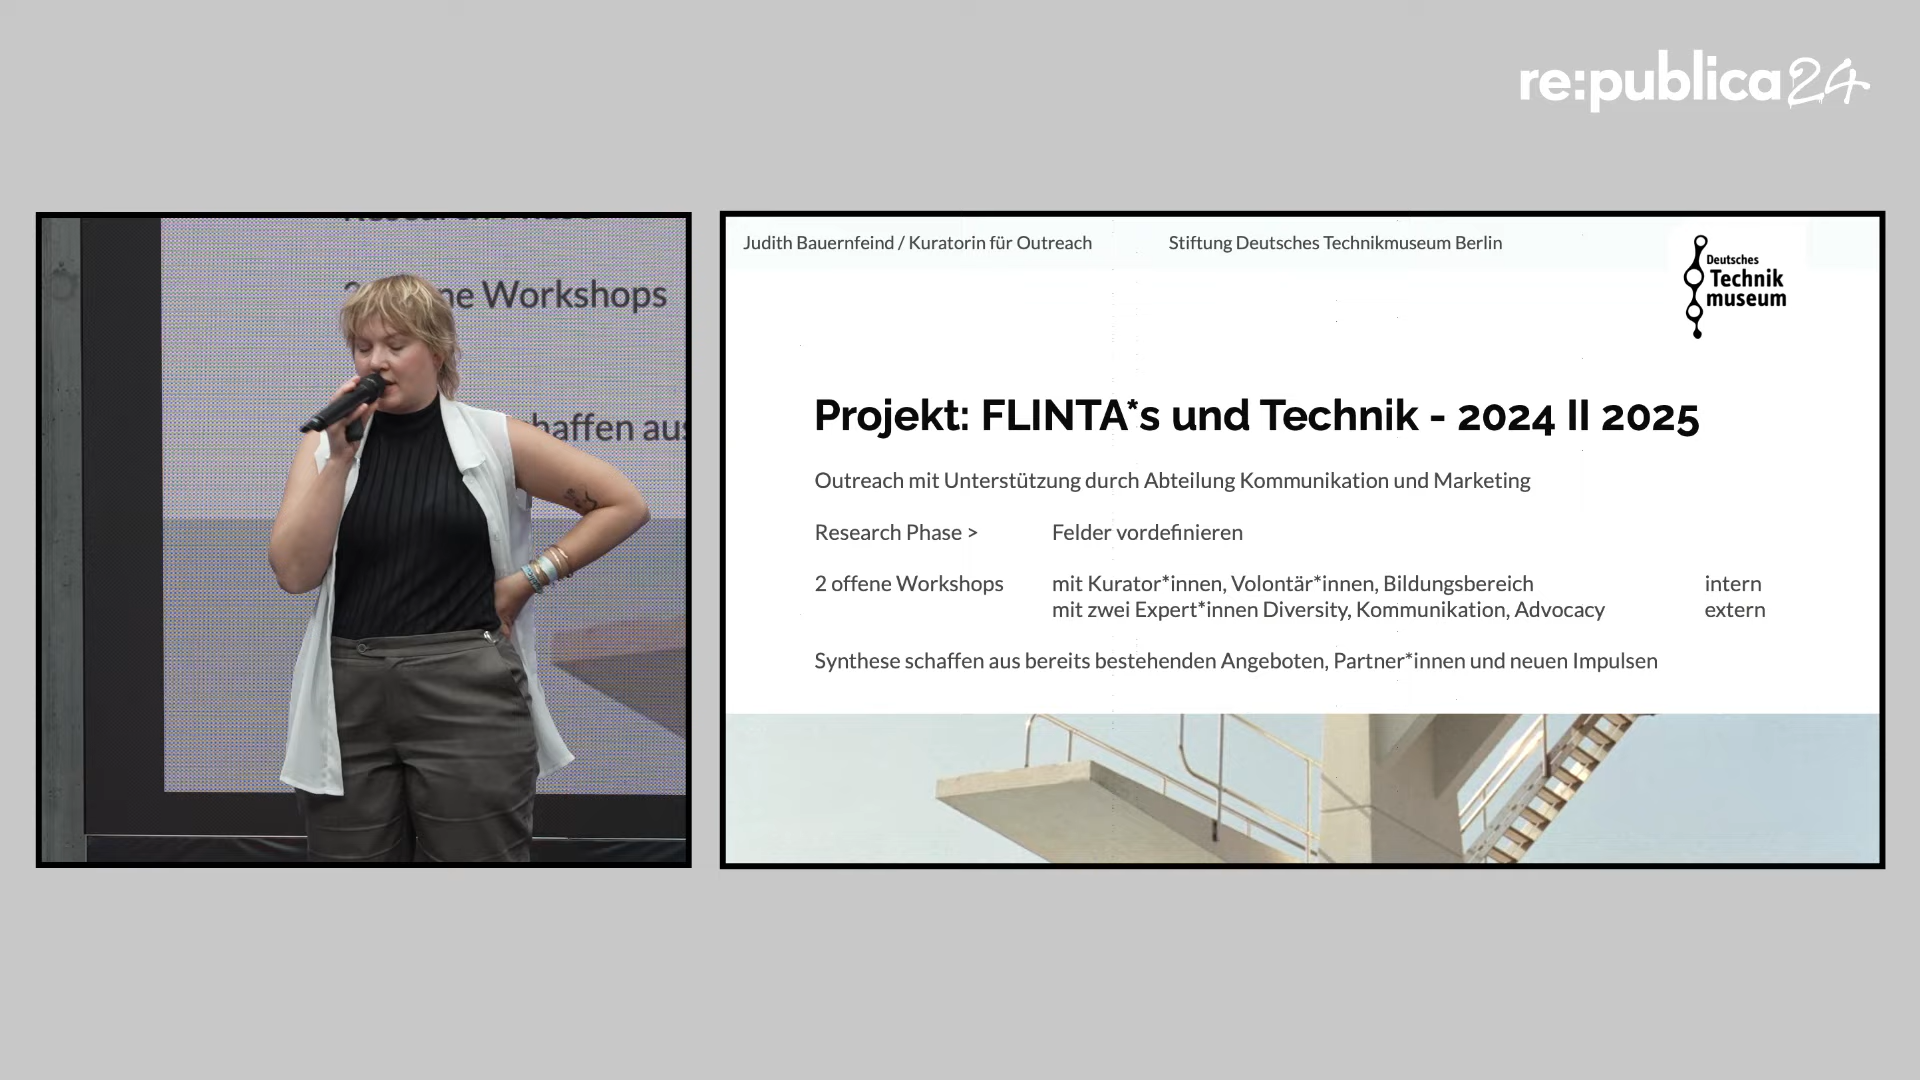 re:publica24
ne Workshops
haffen aus
Judith Bauernfeind / Kuratorin für Outreach
Stiftung Deutsches Technikmuseum Berlin
Deutsches
Technik
museum
Projekt: FLINTA*s und Technik - 2024 II 2025
Outreach mit Unterstützung durch Abteilung Kommunikation und Marketing
Research Phase > Felder vordefinieren
2 offene Workshops mit Kurator*innen, Volontär*innen, Bildungsbereich intern
mit zwei Expert*innen Diversity, Kommunikation, Advocacy extern
Synthese schaffen aus bereits bestehenden Angeboten, Partner*innen und neuen Impulsen